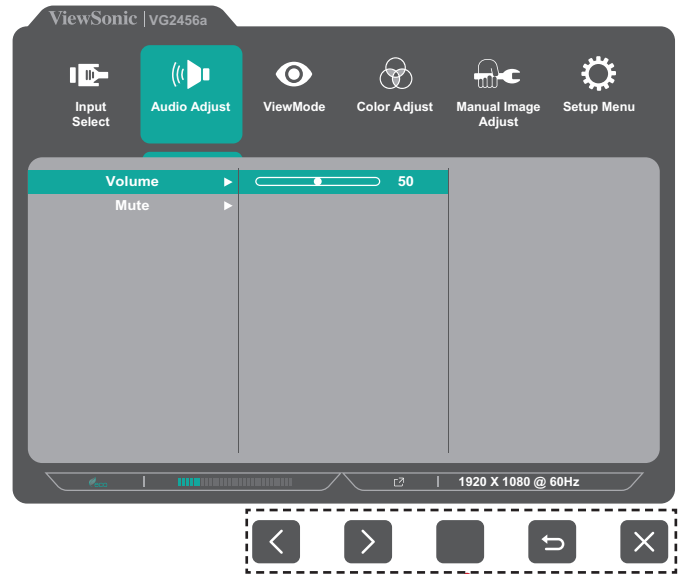 ViewSonic | VG2456a
Input
Select
Audio Adjust
ViewMode
Color Adjust
Manual Image
Adjust
Setup Menu
Volume
50
Mute
eco
1920 X 1080 @ 60Hz